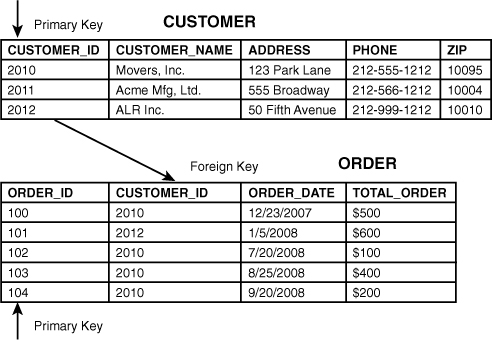 Primary Key CUSTOMER
CUSTOMER_ID CUSTOMER_NAME ADDRESS PHONE ZIP
2010 Movers, Inc. 123 Park Lane 212-555-1212 10095
2011 Acme Mfg, Ltd. 555 Broadway 212-566-1212 10004
2012 ALR Inc. 50 Fifth Avenue 212-999-1212 10010
Foreign Key ORDER
ORDER_ID CUSTOMER_ID ORDER_DATE TOTAL_ORDER
100 2010 12/23/2007 $500
101 2012 1/5/2008 $600
102 2010 7/20/2008 $100
103 2010 8/25/2008 $400
104 2010 9/20/2008 $200
Primary Key